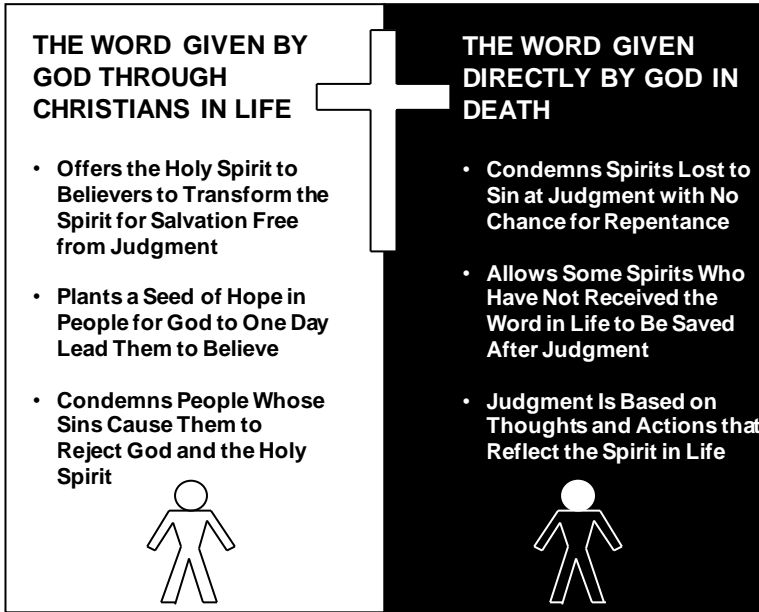 THE WORD GIVEN BY
GOD THROUGH
CHRISTIANS IN LIFE
• Offers the Holy Spirit to
Believers to Transform the
Spirit for Salvation Free
from Judgment
• Plants a Seed of Hope in
People for God to One Day
Lead Them to Believe
• Condemns People Whose
Sins Cause Them to
Reject God and the Holy
Spirit
THE WORD GIVEN
DIRECTLY BY GOD IN
DEATH
• Condemns Spirits Lost to
Sin at Judgment with No
Chance for Repentance
• Allows Some Spirits Who
Have Not Received the
Word in Life to Be Saved
After Judgment
• Judgment Is Based on
Thoughts and Actions that
Reflect the Spirit in Life